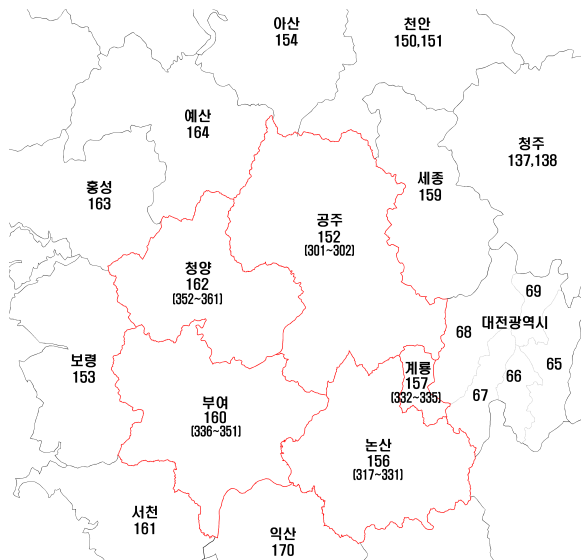 아산
154
천안
150,151
예산
164
청주
137,138
홍성
163
세종
159
공주
152
[301~302]
청양
162
[352~361]
69
68
대전광역시
보령
153
계룡
157
[332~335]
65
66
67
부여
160
[336~351]
논산
156
[317~331]
서천
161
익산
170